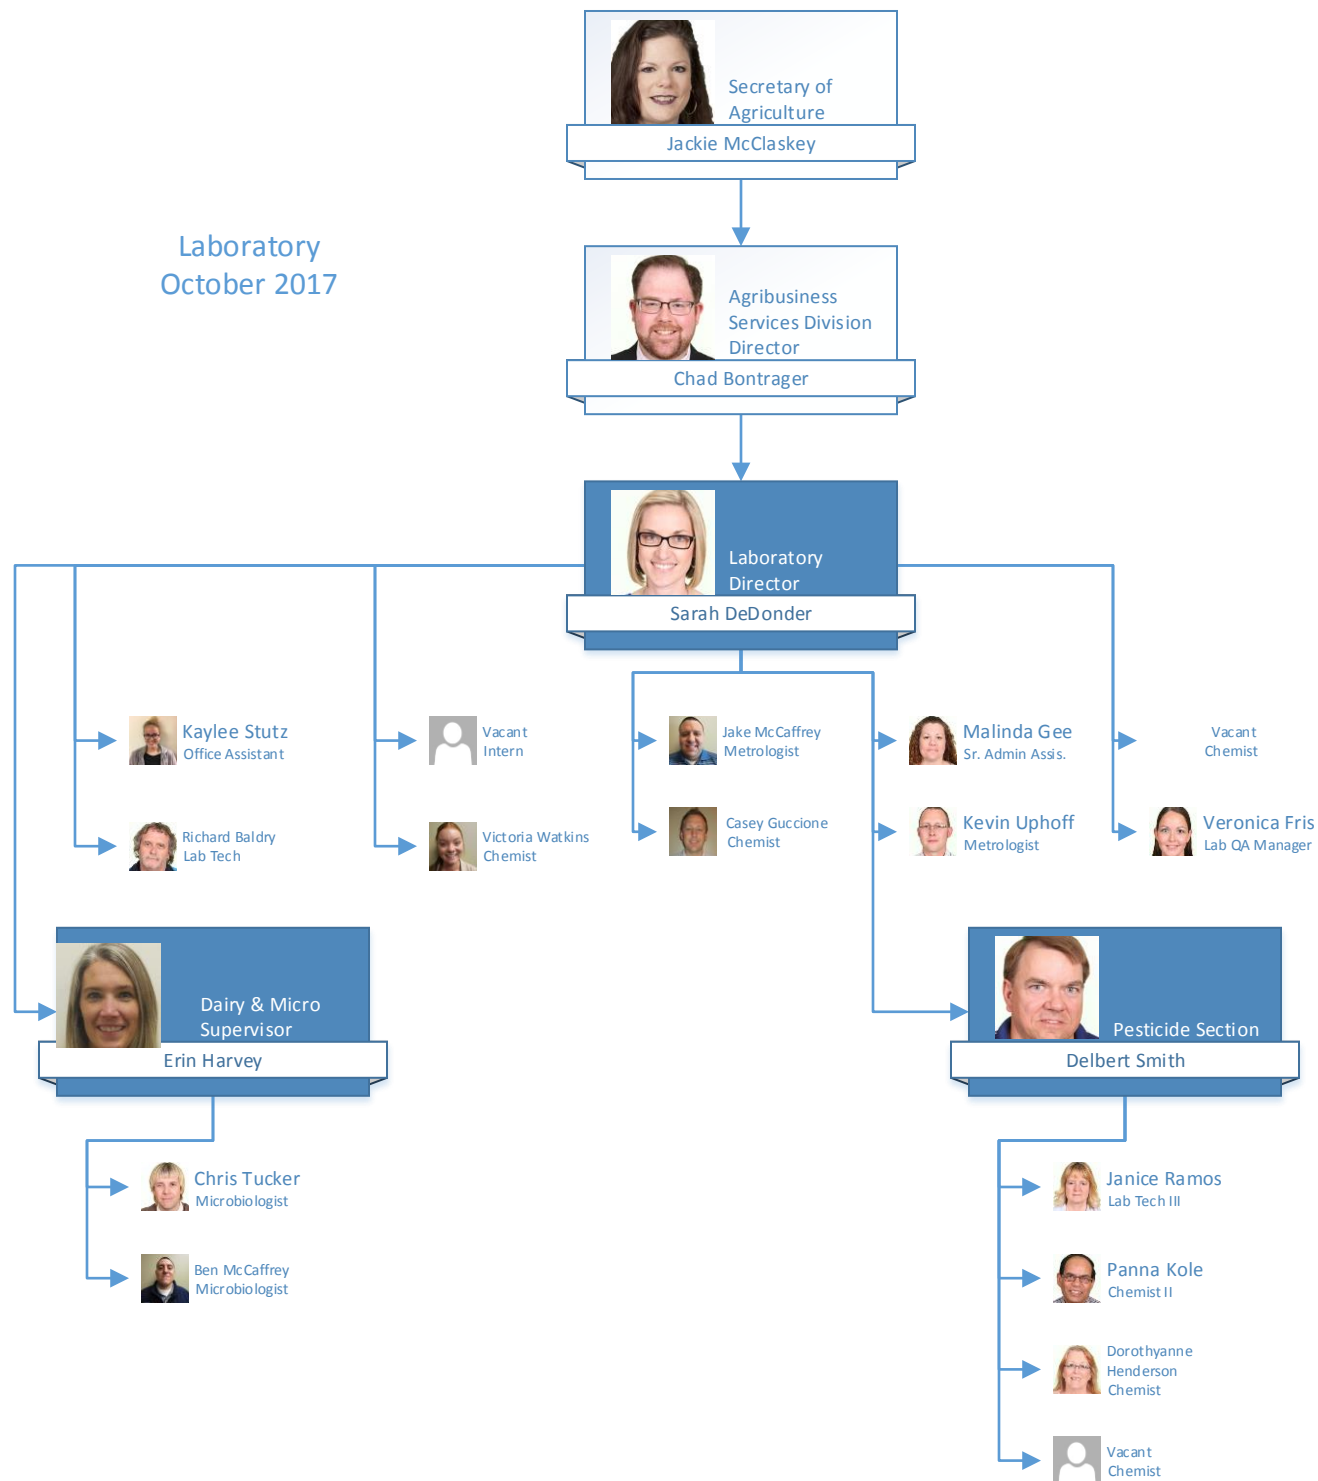 Secretary of
Agriculture
Jackie McClaskey
Laboratory
October 2017
Agribusiness
Services Division
Director
Chad Bontrager
Laboratory
Director
Sarah DeDonder
Kaylee Stutz
Office Assistant
Vacant
Intern
Jake McCaffrey
Metrologist
Malinda Gee
Sr. Admin Assis.
Vacant
Chemist
Richard Baldry
Lab Tech
Victoria Watkins
Chemist
Casey Guccione
Chemist
Kevin Uphoff
Metrologist
Veronica Fris
Lab QA Manager
Dairy & Micro
Supervisor
Erin Harvey
Pesticide Section
Delbert Smith
Chris Tucker
Microbiologist
Ben McCaffrey
Microbiologist
Janice Ramos
Lab Tech III
Panna Kole
Chemist II
Dorothyanne
Henderson
Chemist
Vacant
Chemist